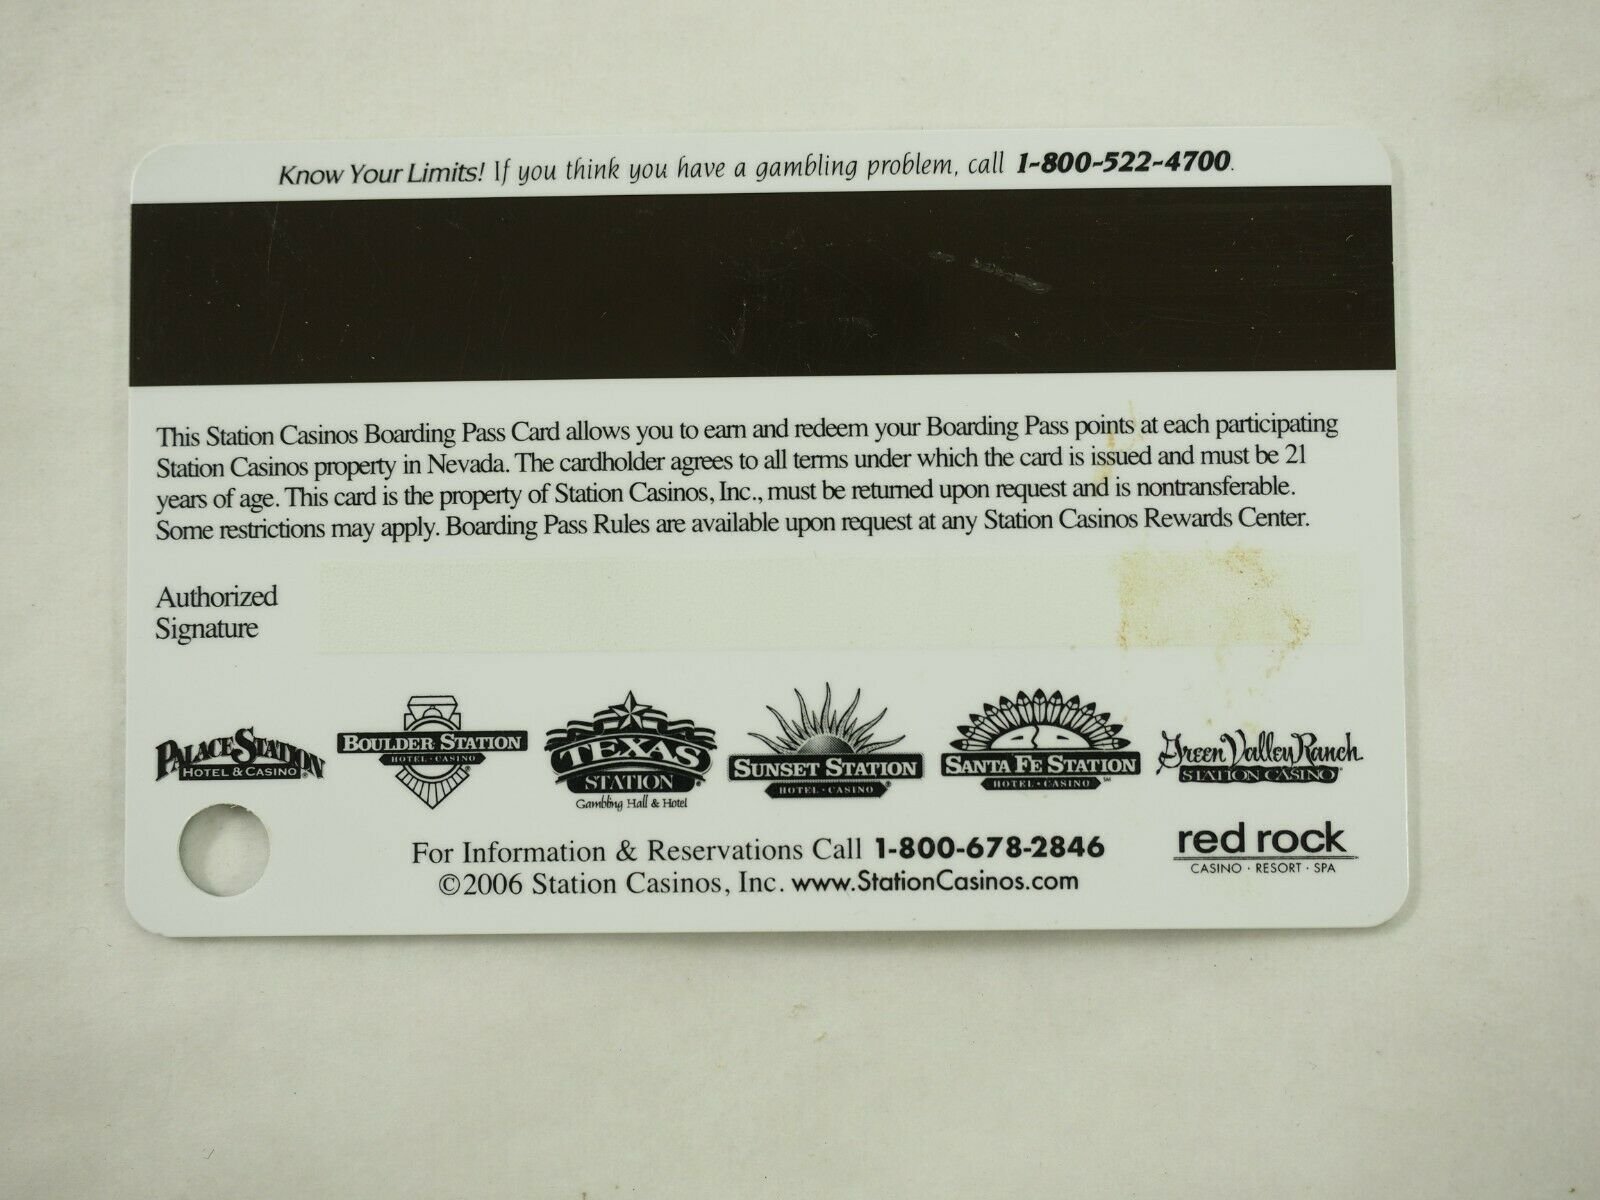 Know Your Limits! If you think you have a gambling problem, call 1-800-522-4700.
This Station Casinos Boarding Pass Card allows you to earn and redeem your Boarding Pass points at each participating
Station Casinos property in Nevada. The cardholder agrees to all terms under which the card is issued and must be 21
years of age. This card is the property of Station Casinos, Inc., must be returned upon request and is nontransferable.
Some restrictions may apply. Boarding Pass Rules are available upon request at any Station Casinos Rewards Center.
Authorized
Signature
PALACE STATION
HOTEL & CASINO®
BOULDER STATION
HOTEL · CASINO®
TEXAS
STATION®
Gambling Hall & Hotel
SUNSET STATION
HOTEL · CASINO®
SANTA FE STATION
HOTEL · CASINO℠
Green Valley Ranch
STATION CASINO
red rock
CASINO · RESORT · SPA
For Information & Reservations Call 1-800-678-2846
©2006 Station Casinos, Inc. www.StationCasinos.com